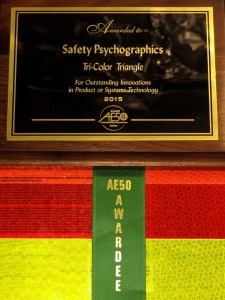 Awarded to
Safety Psychographics
Tri-Color Triangle
For Outstanding Innovations
in Product or Systems Technology
2015
AE50
AE50
AWARDEE